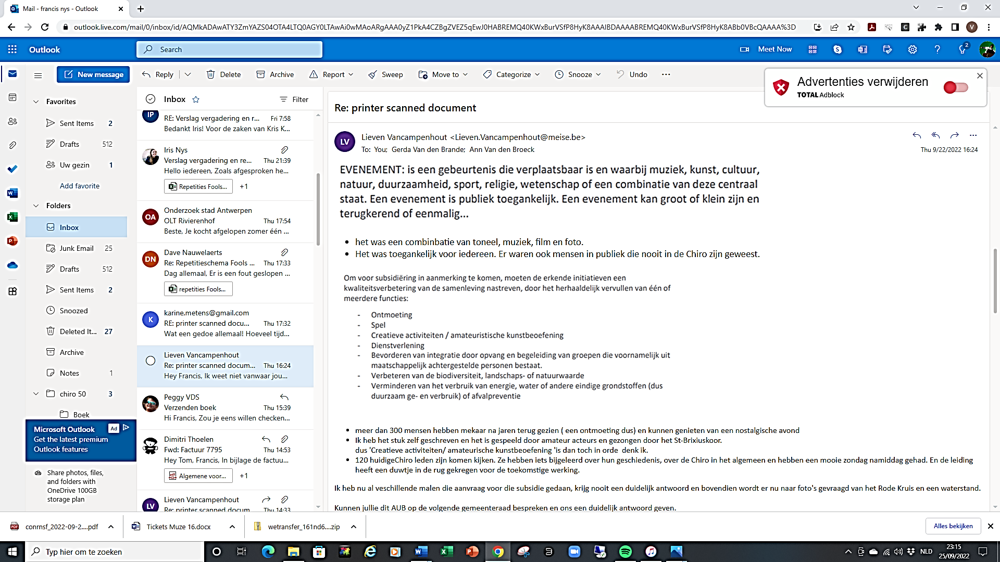 Mail - francis nys - Outlook
outlook.live.com/mail/0/inbox/id/AQMkADAwATY3ZmYAZS04OTA4LTQ0AGY0LTAwAi0wMAoARgAAA0yZ1PkA4CZBgZVEZ5qEwJ0HABREMQ40KWxBurVSfP8HyK8AAAIBDAAAABREMQ40KWxBurVSfP8HyK8ABb0VBcQAAAA%3D
V
Outlook
Search
Meet Now
2
New message
Reply
Delete
Archive
Report
Sweep
Move to
Categorize
Snooze
Undo
Advertenties verwijderen
TOTAL Adblock
Favorites
Sent Items 2
Drafts 512
Uw gezin 1
Add favorite
Folders
Inbox
Junk Email 25
Drafts 512
Sent Items 2
Snoozed
Deleted It... 27
Archive
Notes 1
chiro 50 3
Boek
Microsoft Outlook Ad
Get the latest premium
Outlook features
Share photos, files,
and folders with
OneDrive 100GB
storage plan
Inbox
Filter
IP
RE: Verslag vergadering en r... Fri 7:58
Bedankt Iris! Voor de zaken van Kris K...
Iris Nys
Verslag vergadering en re... Thu 21:39
Hello iedereen, Zoals afgesproken he...
Repetities Fools... +1
OA
Onderzoek stad Antwerpen
OLT Rivierenhof Thu 17:54
Beste, Je kocht afgelopen zomer één ...
DN
Dave Nauwelaerts
Re: Repetitieschema Fools ... Thu 17:33
Dag allemaal, Er is een fout geslopen ...
repetities Fools...
K
karine.metens@gmail.com
RE: printer scanned docu... Thu 17:32
Wat een gedoe allemaal! Hoeveel tijd...
Lieven Vancampenhout
Re: printer scanned docum... Thu 16:24
Hey Francis, Ik weet niet vanwaar jou...
Peggy VDS
Verzenden boek Thu 15:39
Hi Francis, Zou je eens willen checken...
Dimitri Thoelen
Fwd: Factuur 7795 Thu 14:53
Hey Tom, Francis, In bijlage de factuu...
Algemene voor... +1
LV
Lieven Vancampenhout
Re: printer scanned docum... Thu 14:33
Re: printer scanned document
LV
Lieven Vancampenhout <Lieven.Vancampenhout@meise.be>
To: You; Gerda Van den Brande; Ann Van den Broeck
Thu 9/22/2022 16:24
EVENEMENT: is een gebeurtenis die verplaatsbaar is en waarbij muziek, kunst, cultuur,
natuur, duurzaamheid, sport, religie, wetenschap of een combinatie van deze centraal
staat. Een evenement is publiek toegankelijk. Een evenement kan groot of klein zijn en
terugkerend of eenmalig...
• het was een combinbatie van toneel, muziek, film en foto.
• Het was toegankelijk voor iedereen. Er waren ook mensen in publiek die nooit in de Chiro zijn geweest.
Om voor subsidiëring in aanmerking te komen, moeten de erkende initiatieven een
kwaliteitsverbetering van de samenleving nastreven, door het herhaaldelijk vervullen van één of
meerdere functies:
- Ontmoeting
- Spel
- Creatieve activiteiten / amateuristische kunstbeoefening
- Dienstverlening
- Bevorderen van integratie door opvang en begeleiding van groepen die voornamelijk uit
maatschappelijk achtergestelde personen bestaat.
- Verbeteren van de biodiversiteit, landschaps- of natuurwaarde
- Verminderen van het verbruik van energie, water of andere eindige grondstoffen (dus
duurzaam ge- en verbruik) of afvalpreventie
• meer dan 300 mensen hebben mekaar na jaren terug gezien ( een ontmoeting dus) en kunnen genieten van een nostalgische avond
• Ik heb het stuk zelf geschreven en het is gespeeld door amateur acteurs en gezongen door het St-Brixiuskoor.
dus 'Creatieve activiteiten/ amateurische kunstbeoefening 'is dan toch in orde denk ik.
• 120 huidigeChiro leden zijn komen kijken. Ze hebben iets bijgeleerd over hun geschiedenis, over de Chiro in het algemeen en hebben een mooie zondag namiddag gehad. En de leiding
heeft een duwtje in de rug gekregen voor de toekomstige werking.
Ik heb nu al veschillende malen die aanvraag voor die subsidie gedaan, krijg nooit een duidelijk antwoord en bovendien wordt er nu naar foto's gevraagd van het Rode Kruis en een waterstand.
Kunnen jullie dit AUB op de volgende gemeenteraad bespreken en ons een duidelijk antwoord geven.
conrnsf_2022-09-2....pdf
Tickets Muze 16.docx
wetransfer_161nd6....zip
Alles bekijken
Typ hier om te zoeken
NLD
23:15
25/09/2022